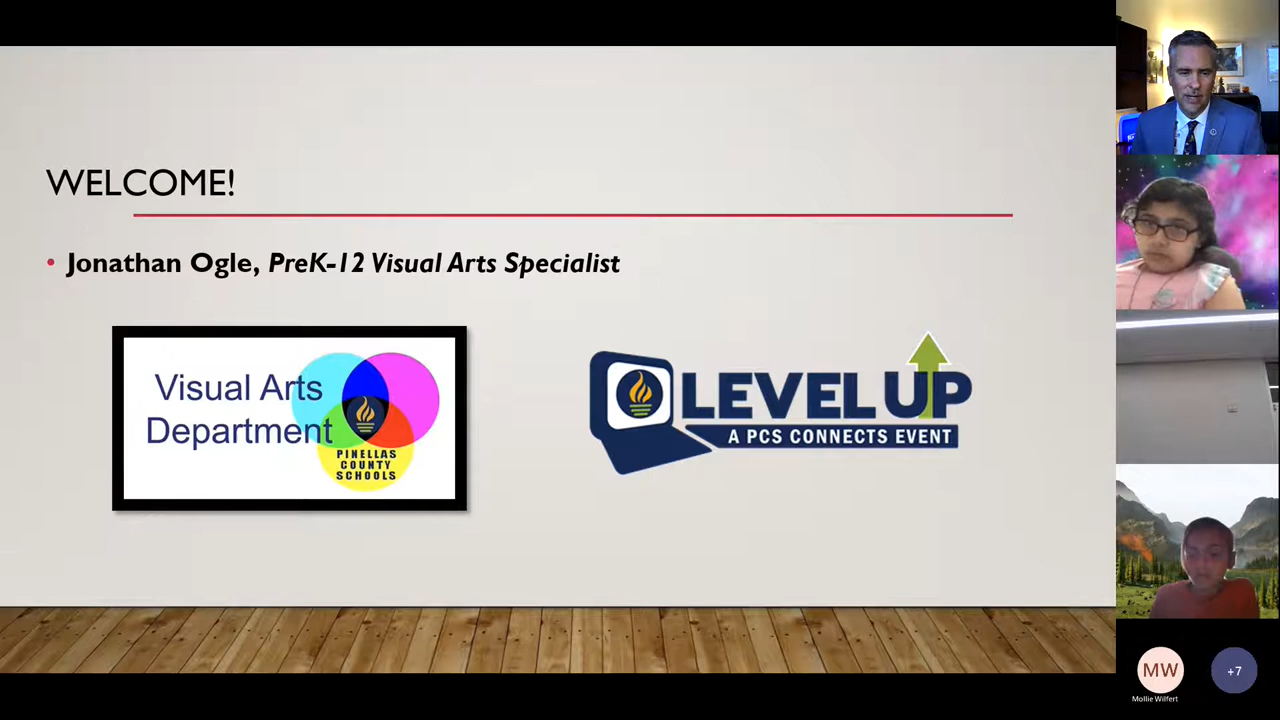 WELCOME!
• Jonathan Ogle, PreK-12 Visual Arts Specialist
Visual Arts
Department
PINELLAS
COUNTY
SCHOOLS
LEVEL UP
A PCS CONNECTS EVENT
MW
Mollie Wilfert
+7